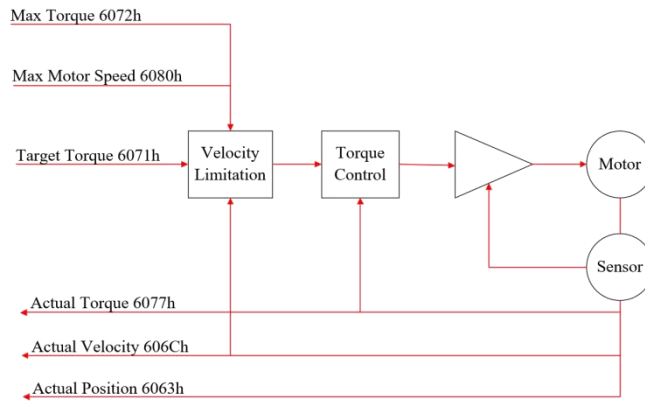 Max Torque 6072h
Max Motor Speed 6080h
Target Torque 6071h
Velocity
Limitation
Torque
Control
Motor
Sensor
Actual Torque 6077h
Actual Velocity 606Ch
Actual Position 6063h